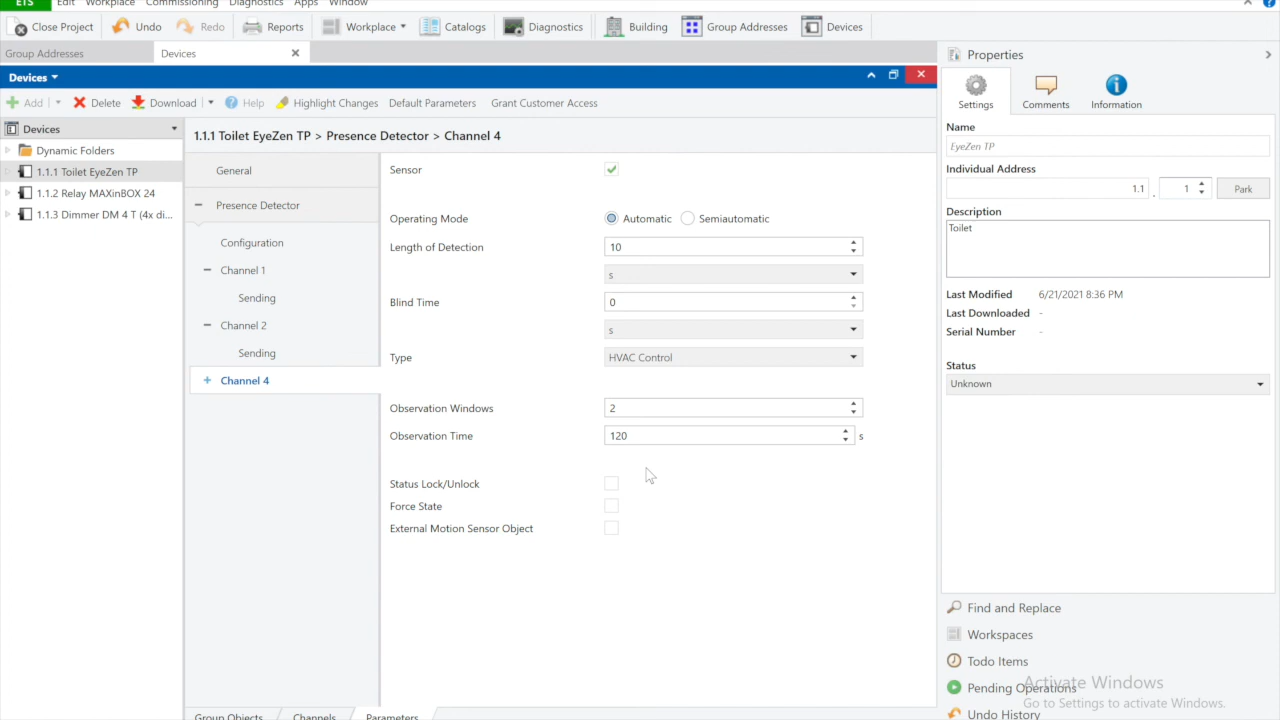 ETS Edit Workplace Commissioning Diagnostics Apps Window
Close Project Undo Redo Reports Workplace Catalogs Diagnostics Building Group Addresses Devices
Group Addresses Devices
Devices
Add Delete Download Help Highlight Changes Default Parameters Grant Customer Access
Devices
Dynamic Folders
1.1.1 Toilet EyeZen TP
1.1.2 Relay MAXinBOX 24
1.1.3 Dimmer DM 4 T (4x di...
1.1.1 Toilet EyeZen TP > Presence Detector > Channel 4
General
Presence Detector
Configuration
Channel 1
Sending
Channel 2
Sending
Channel 4
Sensor
Operating Mode Automatic Semiautomatic
Length of Detection 10
s
Blind Time 0
s
Type HVAC Control
Observation Windows 2
Observation Time 120 s
Status Lock/Unlock
Force State
External Motion Sensor Object
Group Objects Channels Parameters
Properties
Settings Comments Information
Name
EyeZen TP
Individual Address
1.1 . 1 Park
Description
Toilet
Last Modified 6/21/2021 8:36 PM
Last Downloaded -
Serial Number -
Status
Unknown
Find and Replace
Workspaces
Todo Items
Pending Operations
Undo History
Activate Windows
Go to Settings to activate Windows.